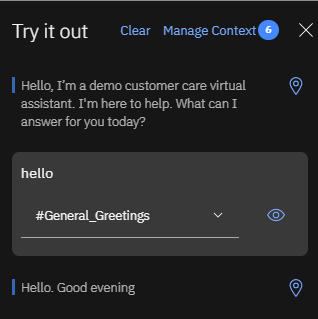 Try it out Clear Manage Context 6
Hello, I'm a demo customer care virtual
assistant. I'm here to help. What can I
answer for you today?
hello
#General_Greetings
Hello. Good evening